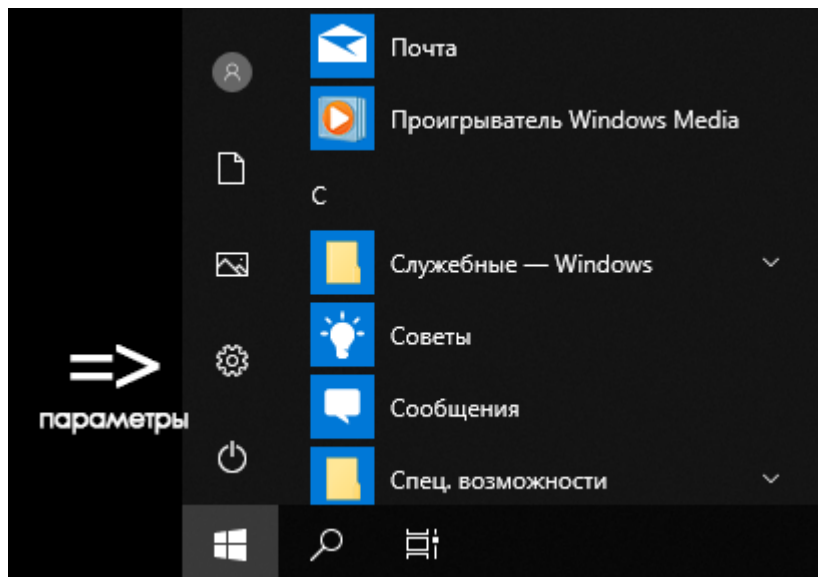 Почта
Проигрыватель Windows Media
С
Служебные — Windows
Советы
=>
параметры
Сообщения
Спец. возможности